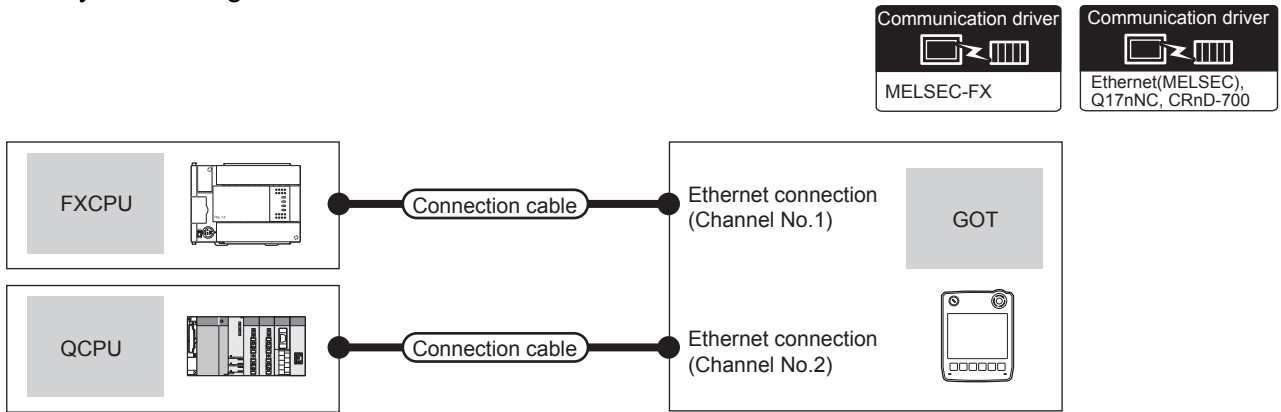 Communication driver
MELSEC-FX
Communication driver
Ethernet(MELSEC),
Q17nNC, CRnD-700
FXCPU
Connection cable
Ethernet connection
(Channel No.1)
GOT
QCPU
Connection cable
Ethernet connection
(Channel No.2)